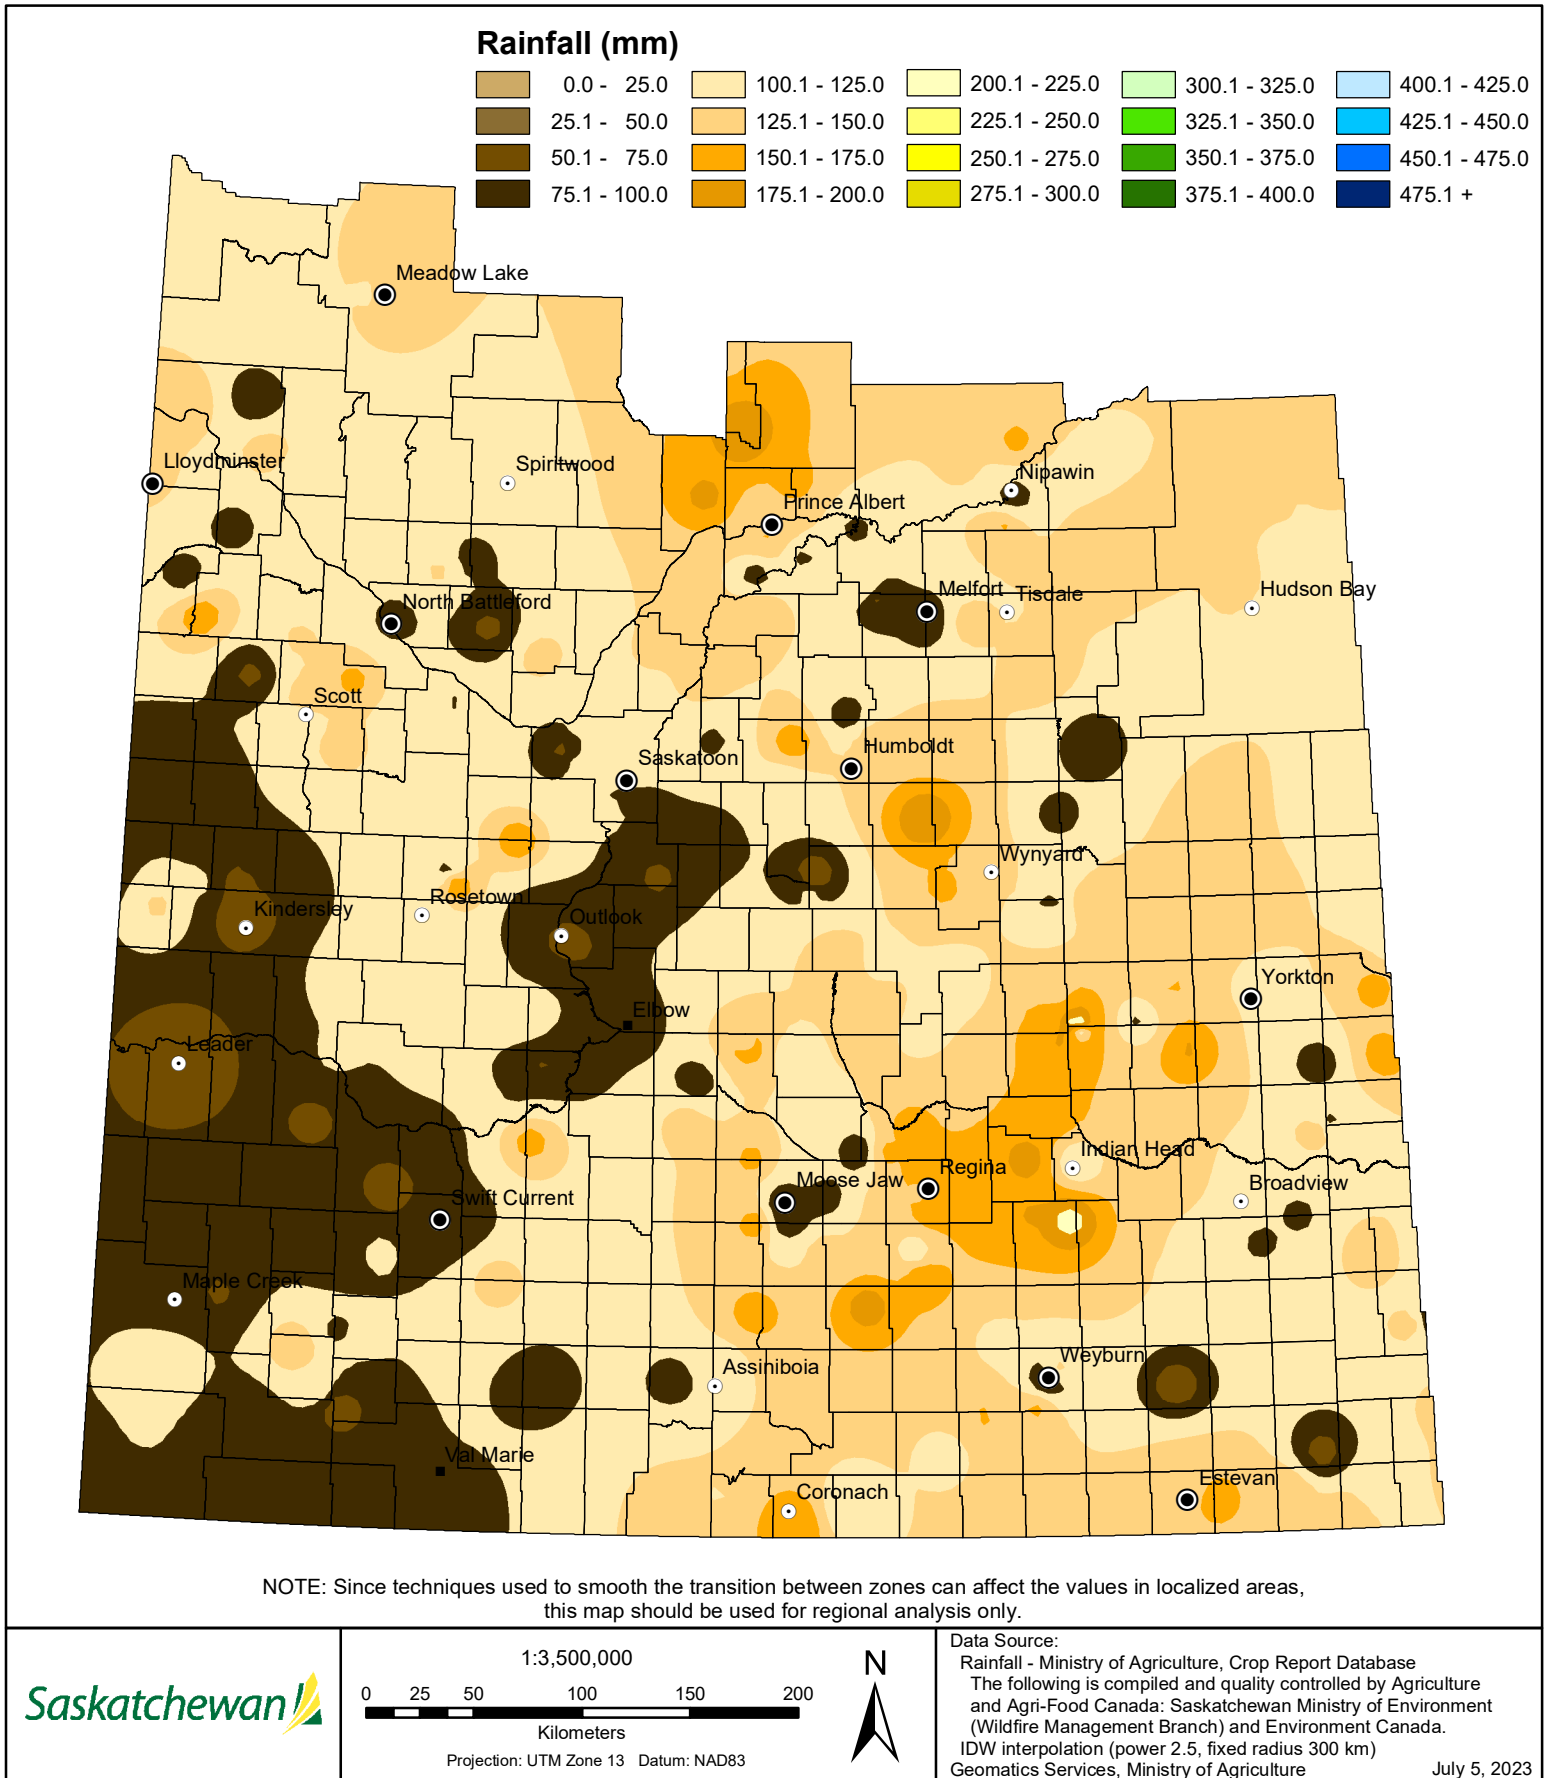 Rainfall (mm)
0.0 - 25.0
25.1 - 50.0
50.1 - 75.0
75.1 - 100.0
100.1 - 125.0
125.1 - 150.0
150.1 - 175.0
175.1 - 200.0
200.1 - 225.0
225.1 - 250.0
250.1 - 275.0
275.1 - 300.0
300.1 - 325.0
325.1 - 350.0
350.1 - 375.0
375.1 - 400.0
400.1 - 425.0
425.1 - 450.0
450.1 - 475.0
475.1 +
Meadow Lake
Lloydminster
Spiritwood
Nipawin
Prince Albert
Hudson Bay
Melfort
Tisdale
North Battleford
Scott
Humboldt
Saskatoon
Wynyard
Rosetown
Kindersley
Outlook
Yorkton
Elbow
Leader
Indian Head
Regina
Moose Jaw
Broadview
Swift Current
Maple Creek
Weyburn
Assiniboia
Val Marie
Estevan
Coronach
NOTE: Since techniques used to smooth the transition between zones can affect the values in localized areas,
this map should be used for regional analysis only.
Saskatchewan
1:3,500,000
0 25 50 100 150 200
Kilometers
Projection: UTM Zone 13 Datum: NAD83
N
Data Source:
Rainfall - Ministry of Agriculture, Crop Report Database
The following is compiled and quality controlled by Agriculture
and Agri-Food Canada: Saskatchewan Ministry of Environment
(Wildfire Management Branch) and Environment Canada.
IDW interpolation (power 2.5, fixed radius 300 km)
Geomatics Services, Ministry of Agriculture July 5, 2023